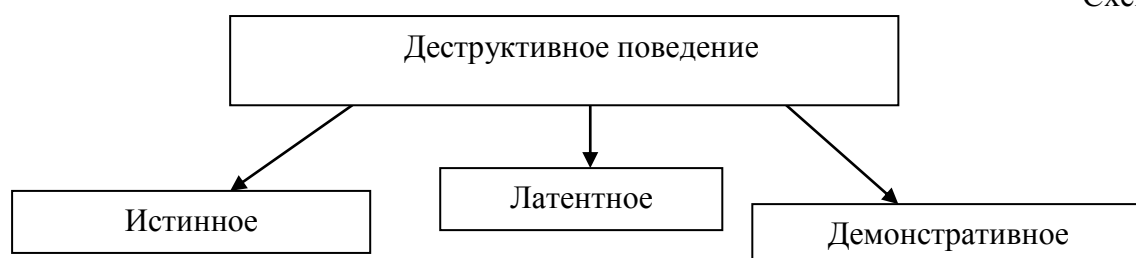 Деструктивное поведение
Латентное
Истинное
Демонстративное